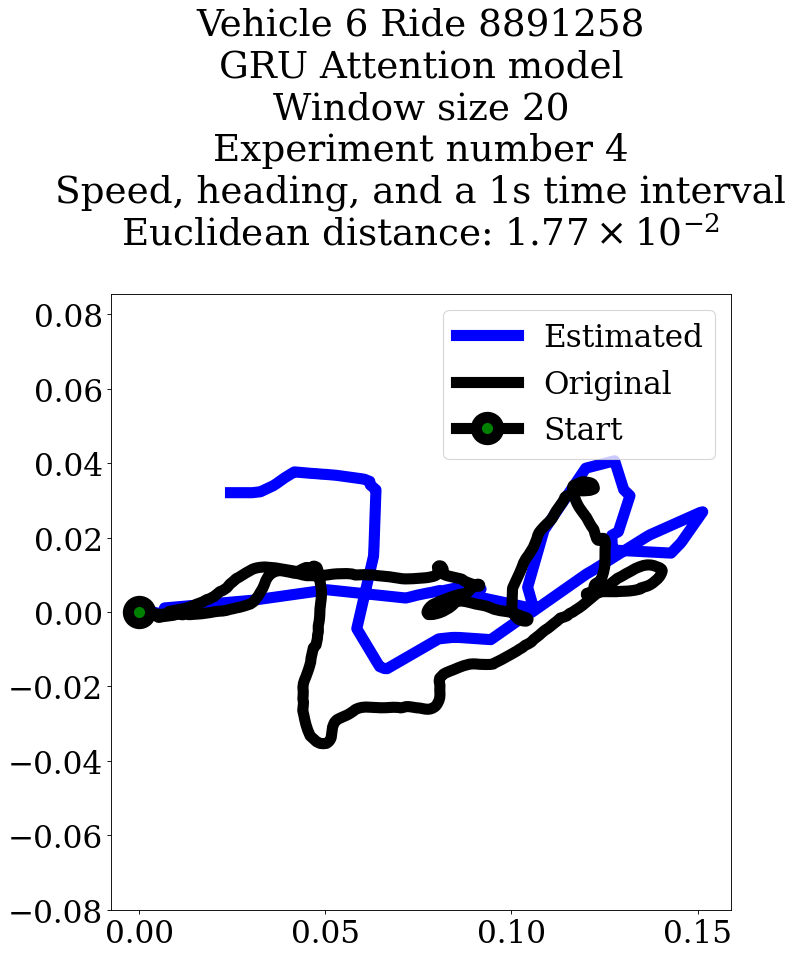 Vehicle 6 Ride 8891258
GRU Attention model
Window size 20
Experiment number 4
Speed, heading, and a 1s time interval
Euclidean distance: 1.77 × 10⁻²
Estimated
Original
Start
0.08
0.06
0.04
0.02
0.00
−0.02
−0.04
−0.06
−0.08
0.00 0.05 0.10 0.15